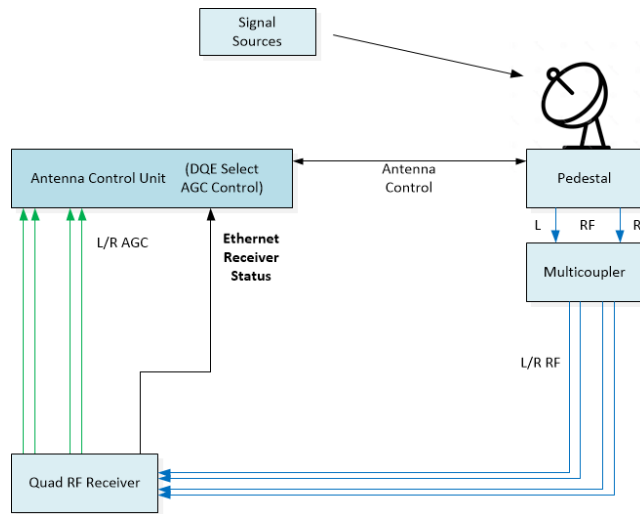 Signal
Sources
Antenna Control Unit
(DQE Select
AGC Control)
Antenna
Control
Pedestal
L/R AGC
Ethernet
Receiver
Status
L
RF
R
Multicoupler
L/R RF
Quad RF Receiver